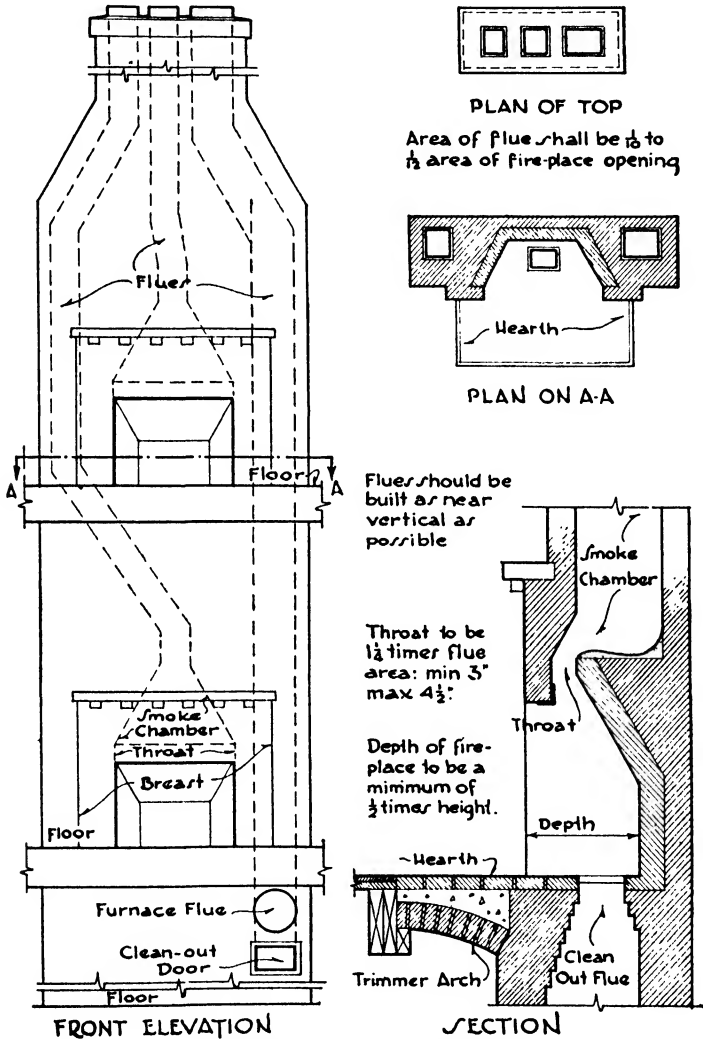 PLAN OF TOP
Area of flue shall be 1/10 to
1/12 area of fire-place opening
Flues
Hearth
PLAN ON A-A
A
Floor
A
Flues should be
built as near
vertical as
possible
Smoke
Chamber
Throat to be
1 1/4 times flue
area: min 3"
max 4 1/2".
Throat
Smoke
Chamber
Throat
Breast
Depth of fire-
place to be a
minimum of
1/2 times height.
Depth
Floor
Hearth
Furnace Flue
Clean-out
Door
Trimmer Arch
Clean
Out Flue
Floor
FRONT ELEVATION
SECTION